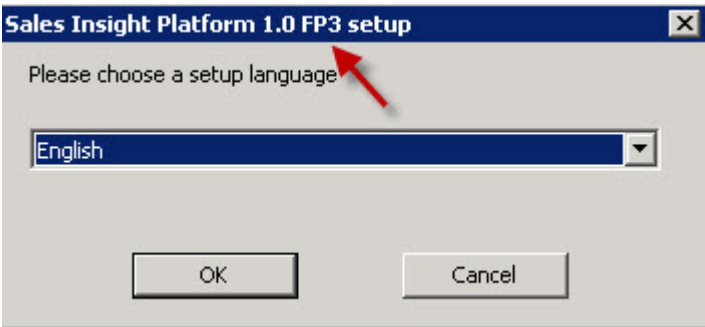 Sales Insight Platform 1.0 FP3 setup
Please choose a setup language
English
OK
Cancel